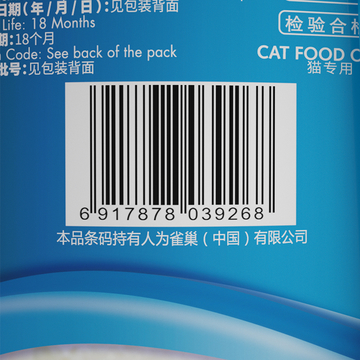 日期(年/月/日):见包装背面
Life: 18 Months
期:18个月
Code: See back of the pack
批号:见包装背面
检验合格
CAT FOOD
猫专用
6 917878 039268
本品条码持有人为雀巢(中国)有限公司